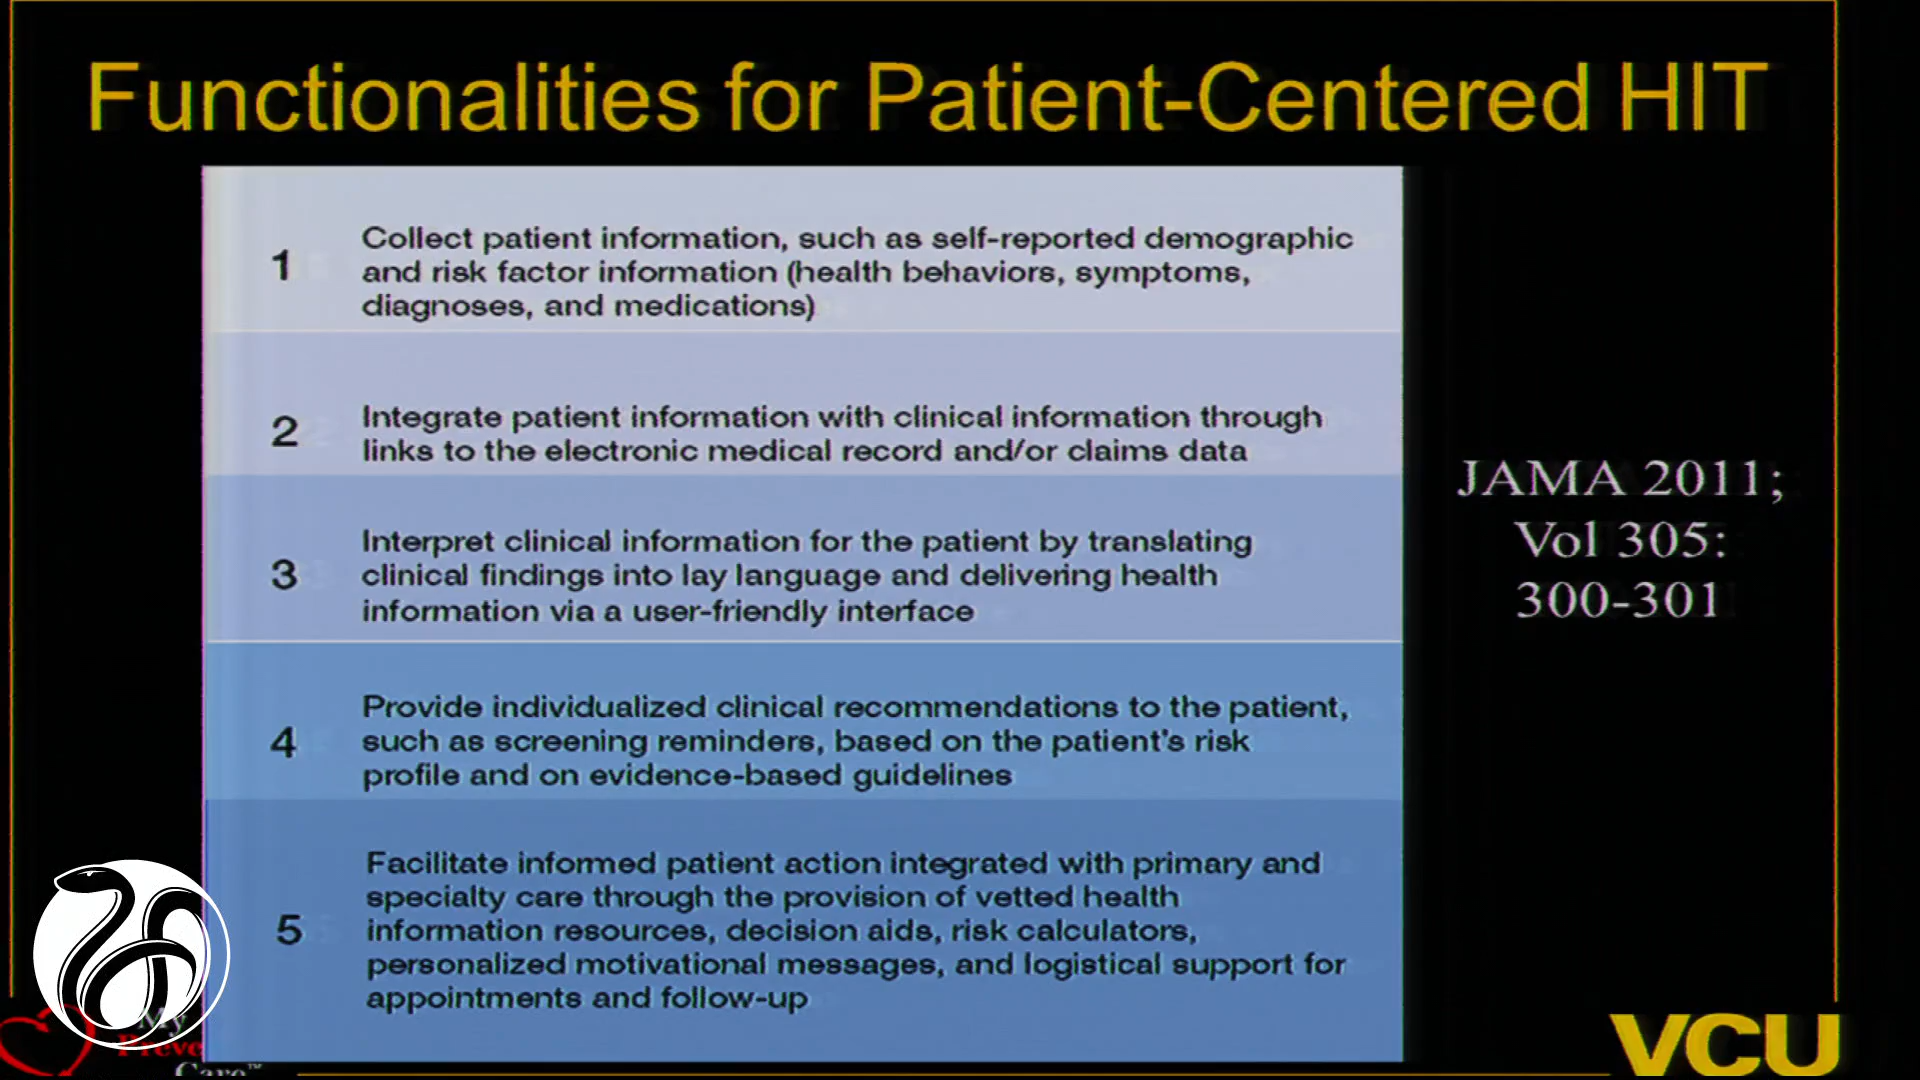 Functionalities for Patient-Centered HIT
1
Collect patient information, such as self-reported demographic
and risk factor information (health behaviors, symptoms,
diagnoses, and medications)
2
Integrate patient information with clinical information through
links to the electronic medical record and/or claims data
3
Interpret clinical information for the patient by translating
clinical findings into lay language and delivering health
information via a user-friendly interface
4
Provide individualized clinical recommendations to the patient,
such as screening reminders, based on the patient's risk
profile and on evidence-based guidelines
5
Facilitate informed patient action integrated with primary and
specialty care through the provision of vetted health
information resources, decision aids, risk calculators,
personalized motivational messages, and logistical support for
appointments and follow-up
JAMA 2011;
Vol 305:
300-301
My
Care™
VCU